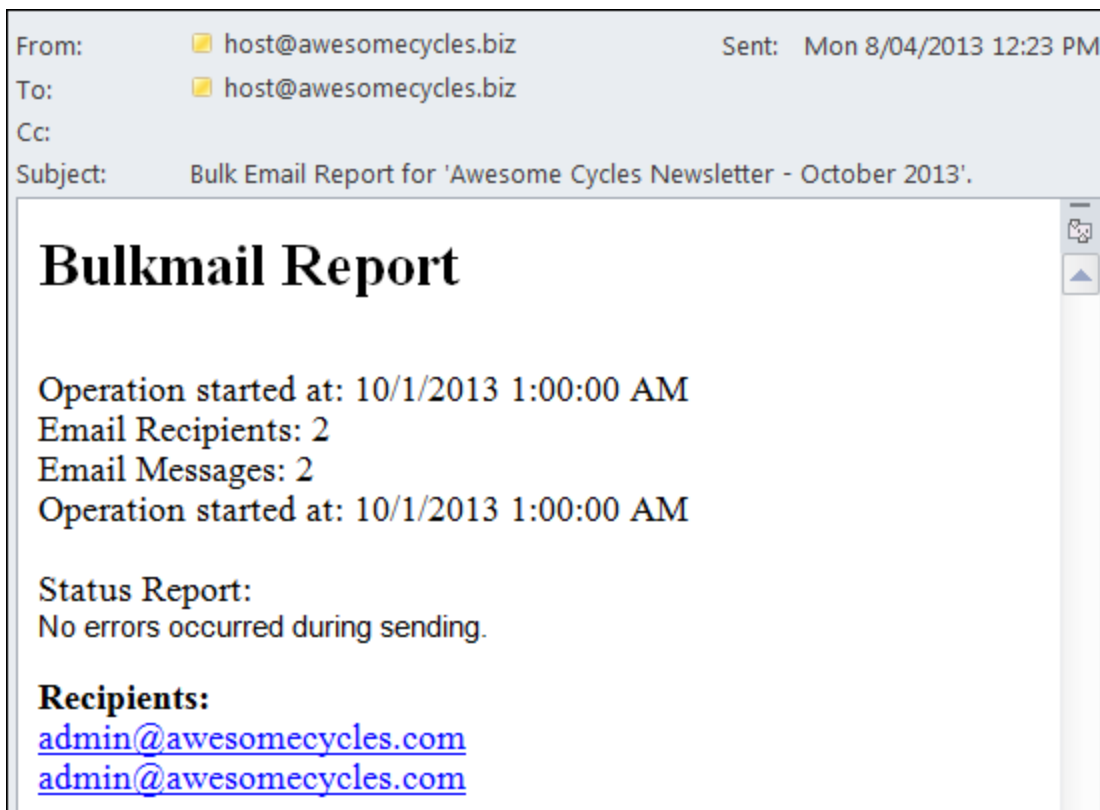 From: host@awesomecycles.biz Sent: Mon 8/04/2013 12:23 PM
To: host@awesomecycles.biz
Cc:
Subject: Bulk Email Report for 'Awesome Cycles Newsletter - October 2013'.
Bulkmail Report
Operation started at: 10/1/2013 1:00:00 AM
Email Recipients: 2
Email Messages: 2
Operation started at: 10/1/2013 1:00:00 AM
Status Report:
No errors occurred during sending.
Recipients:
admin@awesomecycles.com
admin@awesomecycles.com